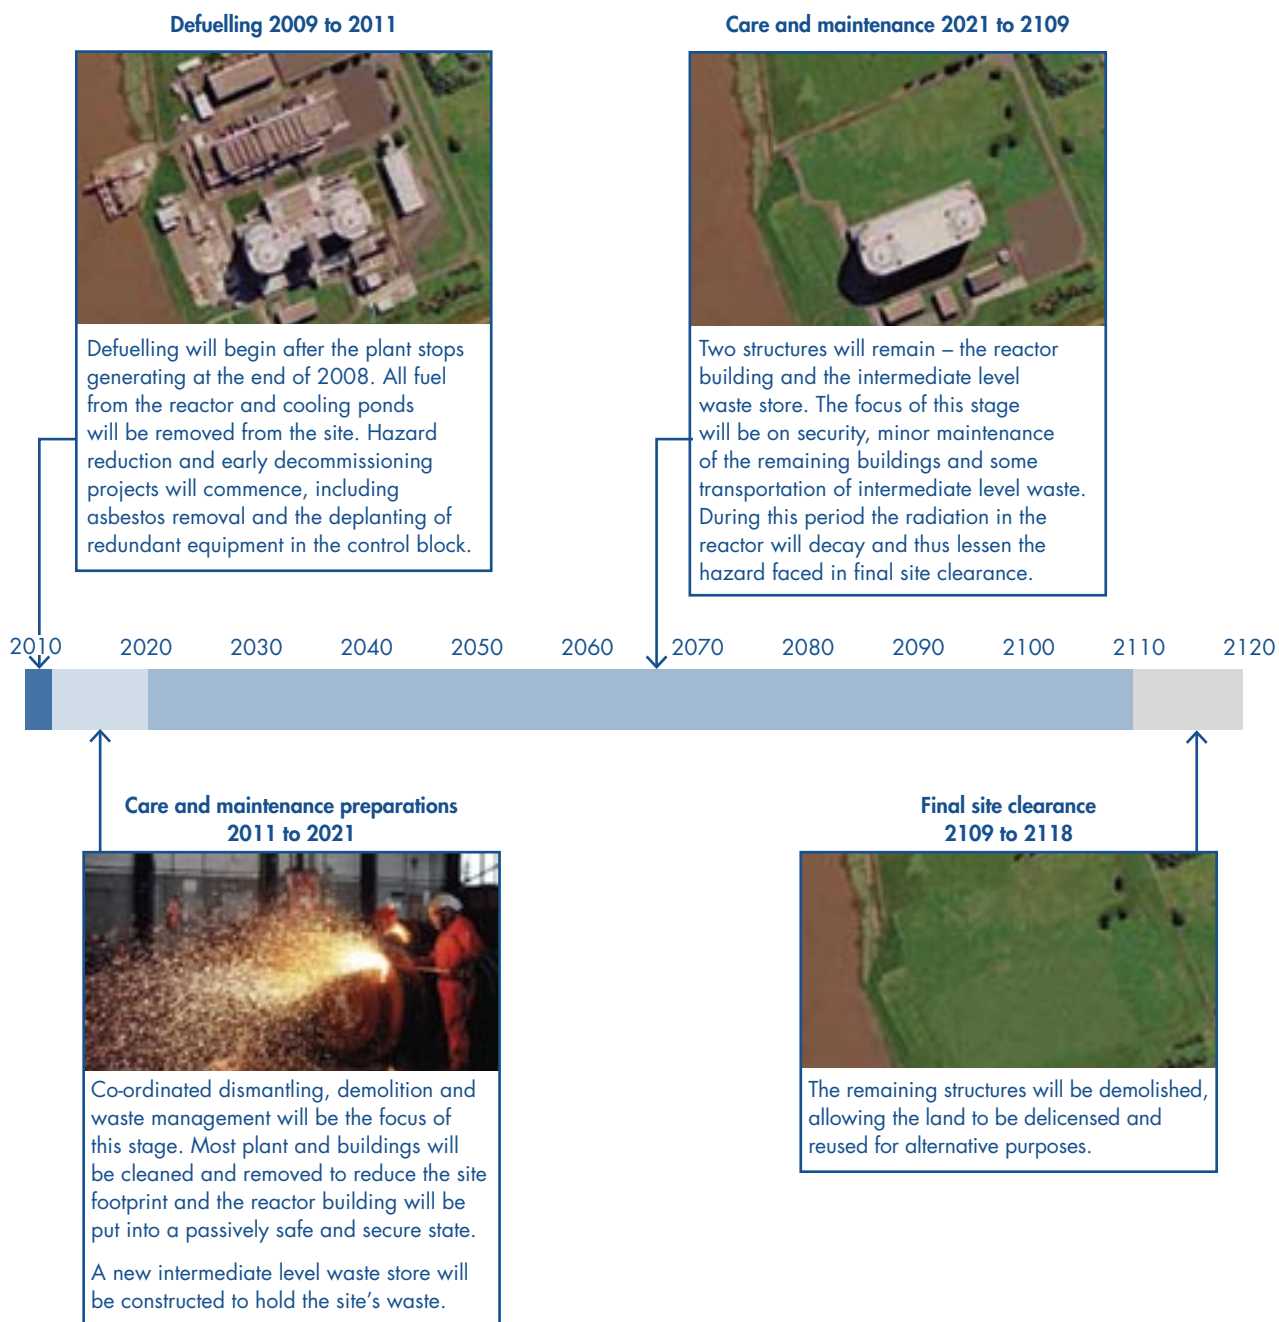 Defuelling 2009 to 2011
Defuelling will begin after the plant stops
generating at the end of 2008. All fuel
from the reactor and cooling ponds
will be removed from the site. Hazard
reduction and early decommissioning
projects will commence, including
asbestos removal and the deplanting of
redundant equipment in the control block.
Care and maintenance 2021 to 2109
Two structures will remain – the reactor
building and the intermediate level
waste store. The focus of this stage
will be on security, minor maintenance
of the remaining buildings and some
transportation of intermediate level waste.
During this period the radiation in the
reactor will decay and thus lessen the
hazard faced in final site clearance.
2010 2020 2030 2040 2050 2060 2070 2080 2090 2100 2110 2120
Care and maintenance preparations
2011 to 2021
Co-ordinated dismantling, demolition and
waste management will be the focus of
this stage. Most plant and buildings will
be cleaned and removed to reduce the site
footprint and the reactor building will be
put into a passively safe and secure state.
A new intermediate level waste store will
be constructed to hold the site’s waste.
Final site clearance
2109 to 2118
The remaining structures will be demolished,
allowing the land to be delicensed and
reused for alternative purposes.